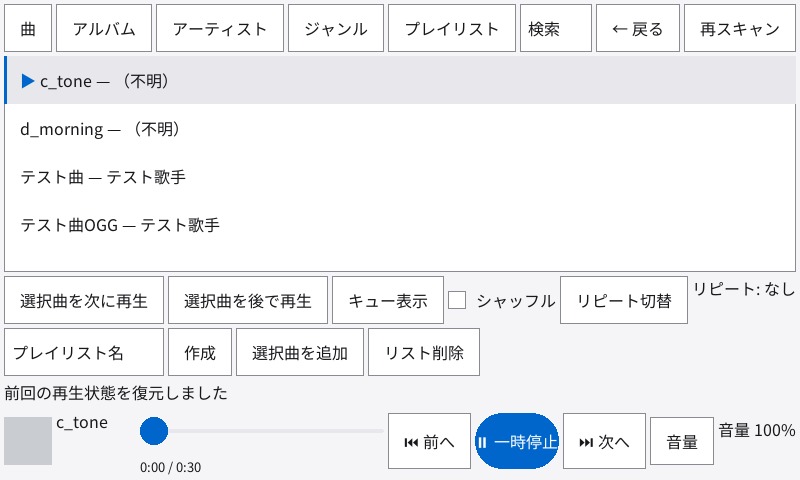 曲 アルバム アーティスト ジャンル プレイリスト 検索 ← 戻る 再スキャン
▶ c_tone — （不明）
d_morning — （不明）
テスト曲 — テスト歌手
テスト曲OGG — テスト歌手
選択曲を次に再生 選択曲を後で再生 キュー表示 シャッフル リピート切替 リピート: なし
プレイリスト名 作成 選択曲を追加 リスト削除
前回の再生状態を復元しました
c_tone ⏮ 前へ ⏸ 一時停止 ⏭ 次へ 音量 音量 100%
0:00 / 0:30